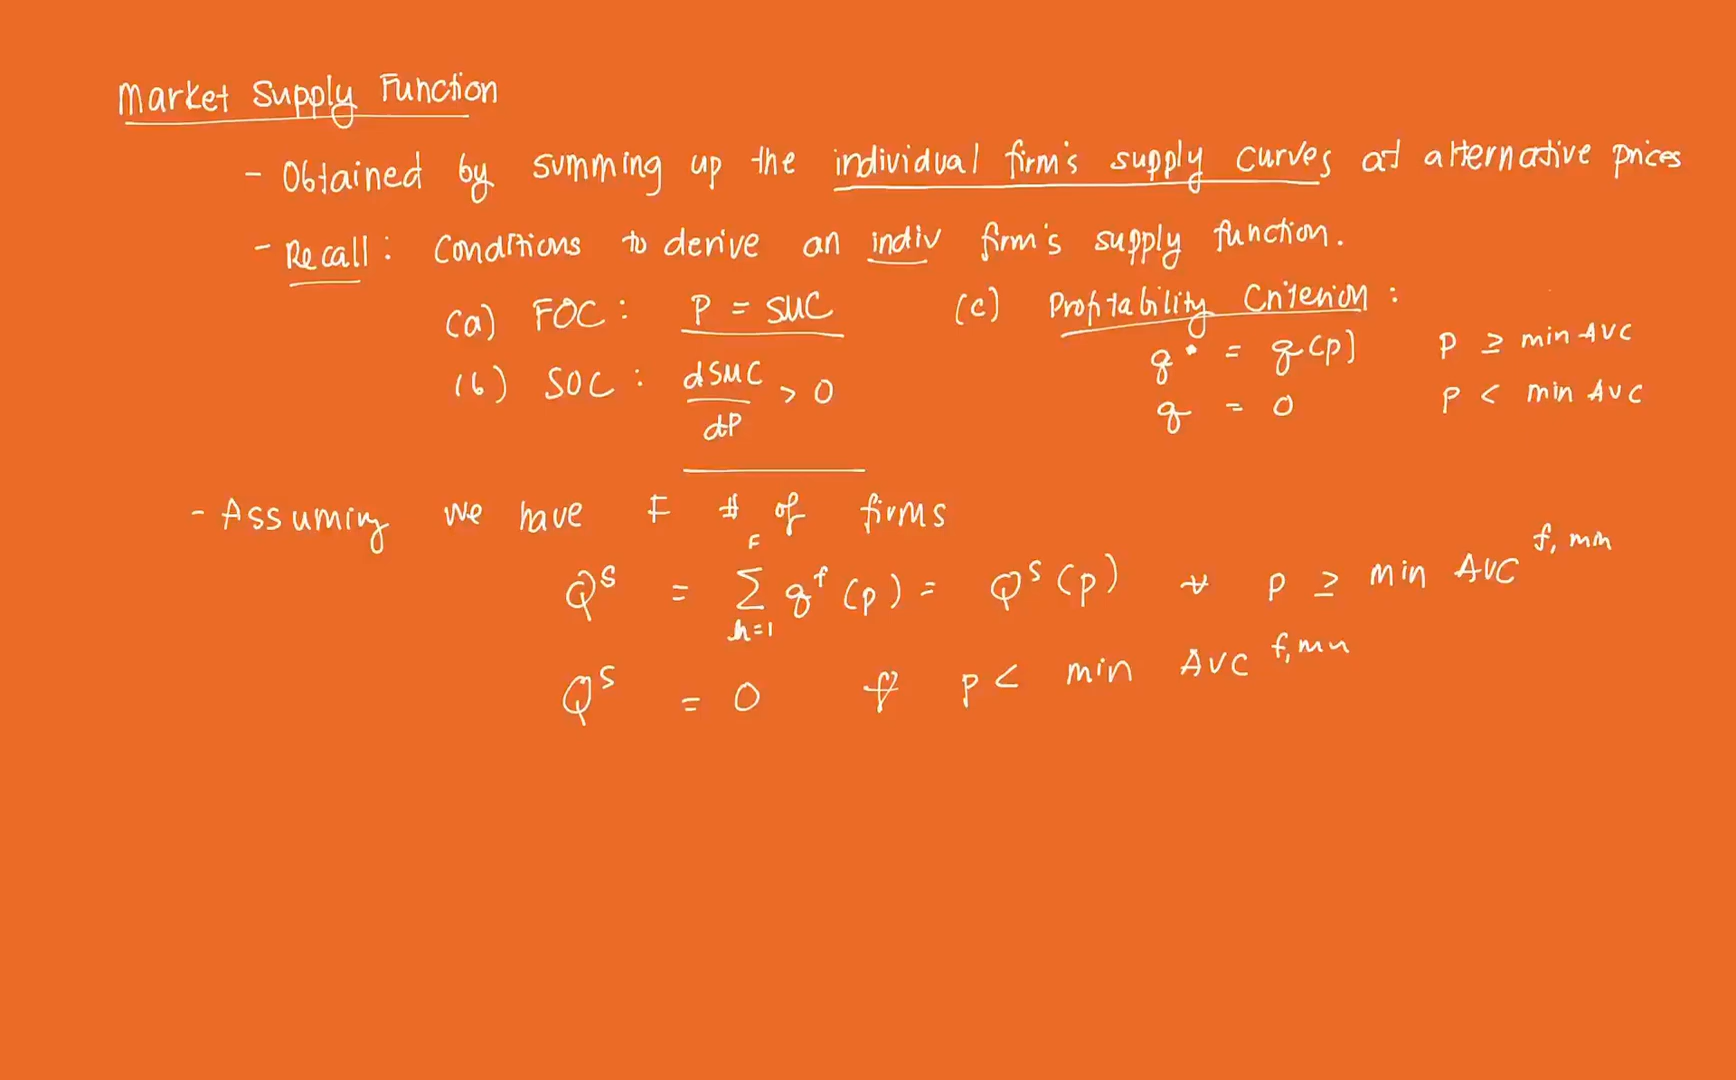 Market Supply Function
- Obtained by summing up the individual firm's supply curves at alternative prices
- Recall: Conditions to derive an indiv firm's supply function.
(a) FOC: P = SMC
(b) SOC: dSMC/dP > 0
(c) Profitability Criterion:
q* = q(p) P ≥ min AVC
q = 0 P < min AVC
- Assuming we have F # of firms
Q^S = Σ_{h=1}^{F} q^f (p) = Q^S (p) ∀ p ≥ min AVC^{f, min}
Q^S = 0 if p < min AVC^{f, min}